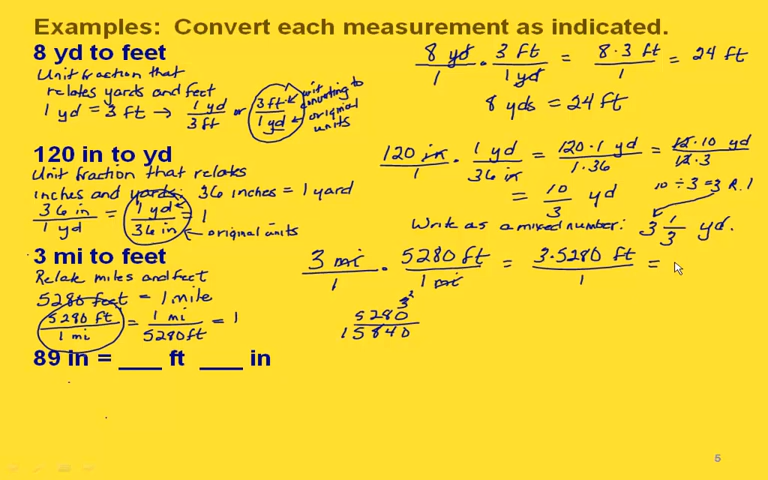 Examples: Convert each measurement as indicated.
8 yd to feet
Unit fraction that
relates yards and feet
1 yd = 3 ft → 1 yd / 3 ft or 3 ft / 1 yd
unit converting to
original units
8 yd / 1 · 3 ft / 1 yd = 8·3 ft / 1 = 24 ft
8 yds = 24 ft
120 in to yd
Unit fraction that relates
inches and yards: 36 inches = 1 yard
36 in / 1 yd = 1 yd / 36 in = 1
original units
120 in / 1 · 1 yd / 36 in = 120·1 yd / 1·36 = 12·10 yd / 12·3
= 10 / 3 yd
10 ÷ 3 = 3 R. 1
Write as a mixed number: 3 1/3 yd.
3 mi to feet
Relate miles and feet
5280 feet = 1 mile
5280 ft / 1 mi = 1 mi / 5280 ft = 1
3 mi / 1 · 5280 ft / 1 mi = 3·5280 ft / 1 =
2
3
5280
15840
89 in = ____ ft ____ in
5